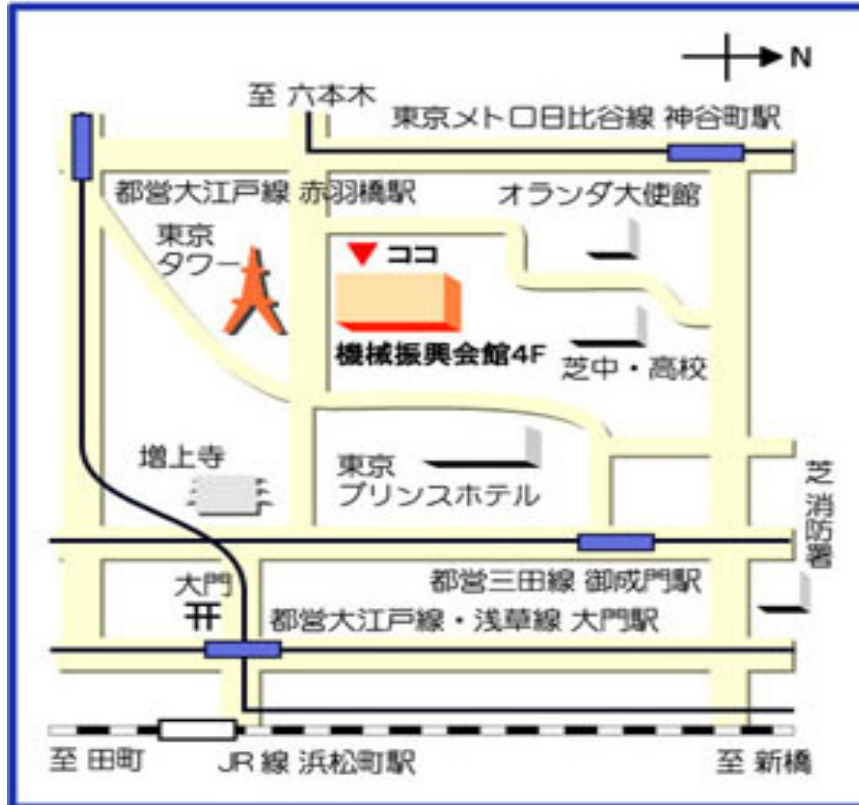 N
至 六本木
東京メトロ日比谷線 神谷町駅
都営大江戸線 赤羽橋駅
オランダ大使館
東京
タワー
ココ
機械振興会館4F
芝中・高校
増上寺
東京
プリンスホテル
芝 消防署
大門
都営三田線 御成門駅
都営大江戸線・浅草線 大門駅
至 田町
JR線 浜松町駅
至 新橋